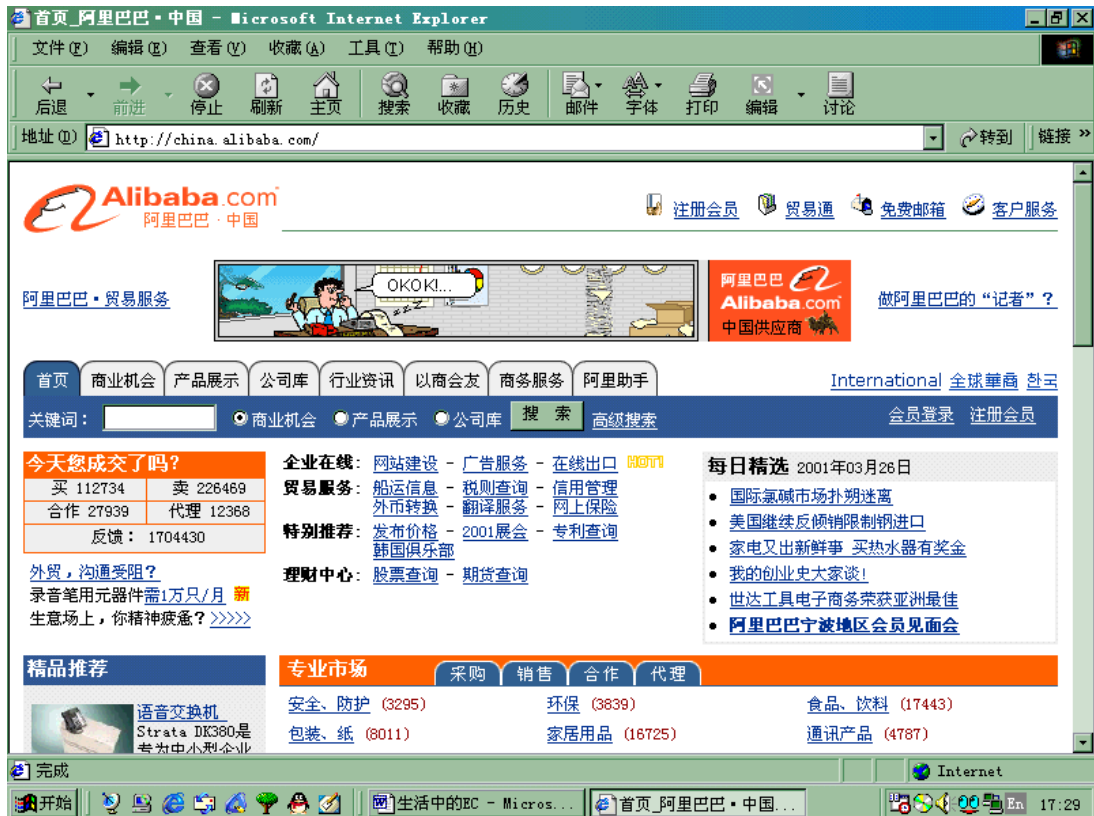 首页_阿里巴巴·中国 - Microsoft Internet Explorer
文件(F) 编辑(E) 查看(V) 收藏(A) 工具(T) 帮助(H)
后退 前进 停止 刷新 主页 搜索 收藏 历史 邮件 字体 打印 编辑 讨论
地址(D) http://china.alibaba.com/ 转到 链接 »
Alibaba.com
阿里巴巴·中国
注册会员 贸易通 免费邮箱 客户服务
阿里巴巴·贸易服务
OKOK!...
zzZ
阿里巴巴
Alibaba.com
中国供应商
做阿里巴巴的“记者”?
首页 商业机会 产品展示 公司库 行业资讯 以商会友 商务服务 阿里助手
International 全球華商 한국
关键词: 商业机会 产品展示 公司库 搜 索 高级搜索 会员登录 注册会员
今天您成交了吗?
买 112734 卖 226469
合作 27939 代理 12368
反馈: 1704430
外贸,沟通受阻?
录音笔用元器件需1万只/月 新
生意场上,你精神疲惫? >>>>>
企业在线: 网站建设 - 广告服务 - 在线出口 HOT!
贸易服务: 船运信息 - 税则查询 - 信用管理
外币转换 - 翻译服务 - 网上保险
特别推荐: 发布价格 - 2001展会 - 专利查询
韩国俱乐部
理财中心: 股票查询 - 期货查询
每日精选 2001年03月26日
国际氯碱市场扑朔迷离
美国继续反倾销限制钢进口
家电又出新鲜事 买热水器有奖金
我的创业史大家谈!
世达工具电子商务荣获亚洲最佳
阿里巴巴宁波地区会员见面会
精品推荐
语音交换机
Strata DK380是
专为中小型企业
专业市场 采购 销售 合作 代理
安全、防护 (3295) 环保 (3839) 食品、饮料 (17443)
包装、纸 (8011) 家居用品 (16725) 通讯产品 (4787)
完成 Internet
开始 生活中的EC - Micros... 首页_阿里巴巴·中国... En 17:29